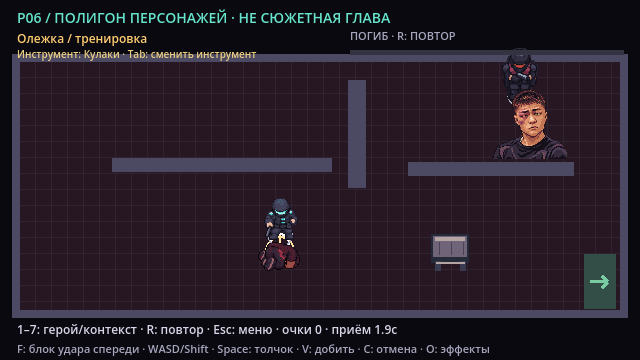 P06 / ПОЛИГОН ПЕРСОНАЖЕЙ · НЕ СЮЖЕТНАЯ ГЛАВА
Олежка / тренировка
ПОГИБ · R: ПОВТОР
Инструмент: Кулаки · Tab: сменить инструмент
1–7: герой/контекст · R: повтор · Esc: меню · очки 0 · приём 1.9с
F: блок удара спереди · WASD/Shift · Space: толчок · V: добить · C: отмена · O: эффекты